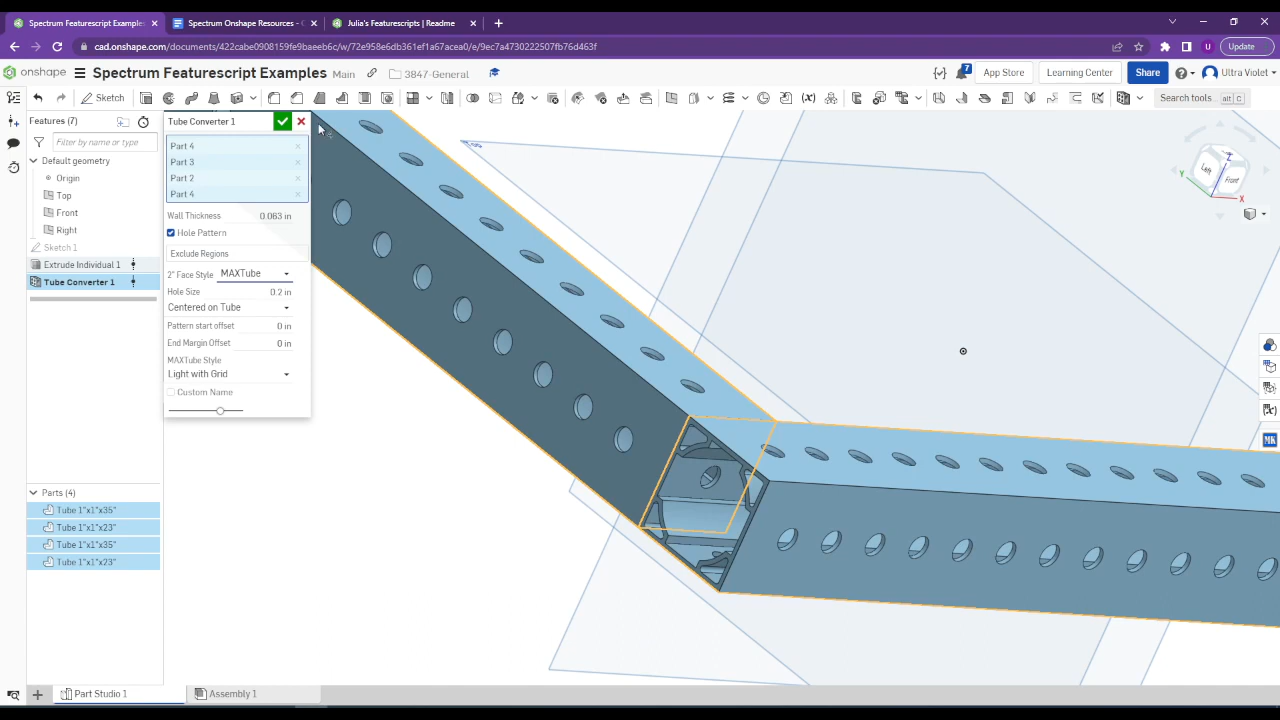 Spectrum Featurescript Examples
Spectrum Onshape Resources - G
Julia's Featurescripts | Readme
cad.onshape.com/documents/422cabe0908159fe9baeeb6c/w/72e958e6db361ef1a67acea0/e/9ec7a4730222507fb76d463f
U
Update
onshape
Spectrum Featurescript Examples
Main
3847-General
7
App Store
Learning Center
Share
Ultra Violet
Sketch
Search tools...
alt C
Features (7)
Filter by name or type
Default geometry
Origin
Top
Front
Right
Sketch 1
Extrude Individual 1
Tube Converter 1
Tube Converter 1
Part 4
Part 3
Part 2
Part 4
Wall Thickness 0.063 in
Hole Pattern
Exclude Regions
2" Face Style MAXTube
Hole Size 0.2 in
Centered on Tube
Pattern start offset 0 in
End Margin Offset 0 in
MAXTube Style
Light with Grid
Custom Name
Z
Left
Front
Y
X
MK
Parts (4)
Tube 1"x1"x35"
Tube 1"x1"x23"
Tube 1"x1"x35"
Tube 1"x1"x23"
Part Studio 1
Assembly 1